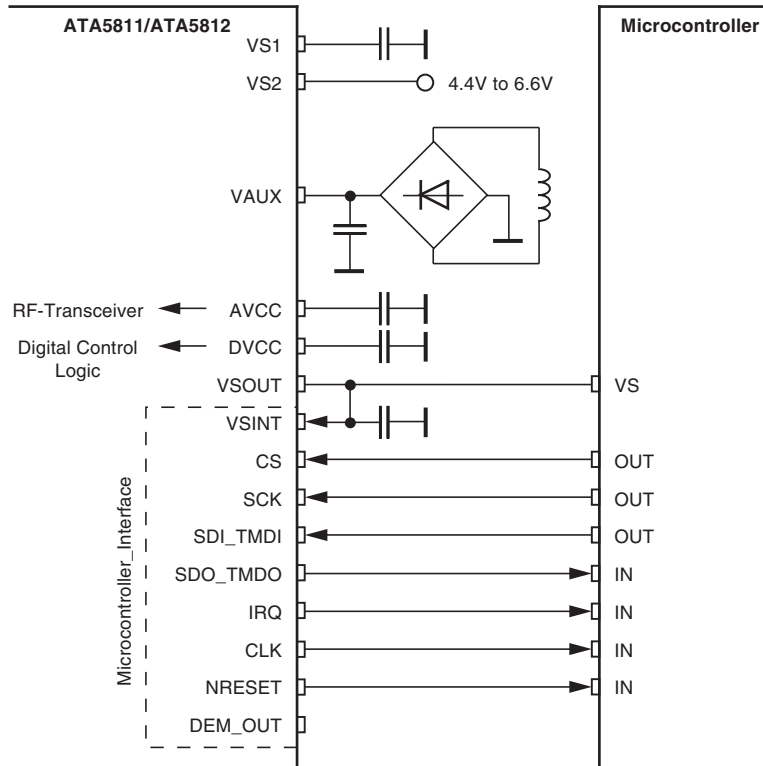 ATA5811/ATA5812
Microcontroller
VS1
VS2
4.4V to 6.6V
VAUX
RF-Transceiver
AVCC
Digital Control
Logic
DVCC
VSOUT
VS
VSINT
CS
OUT
SCK
OUT
SDI_TMDI
OUT
SDO_TMDO
IN
IRQ
IN
CLK
IN
NRESET
IN
DEM_OUT
Microcontroller_Interface